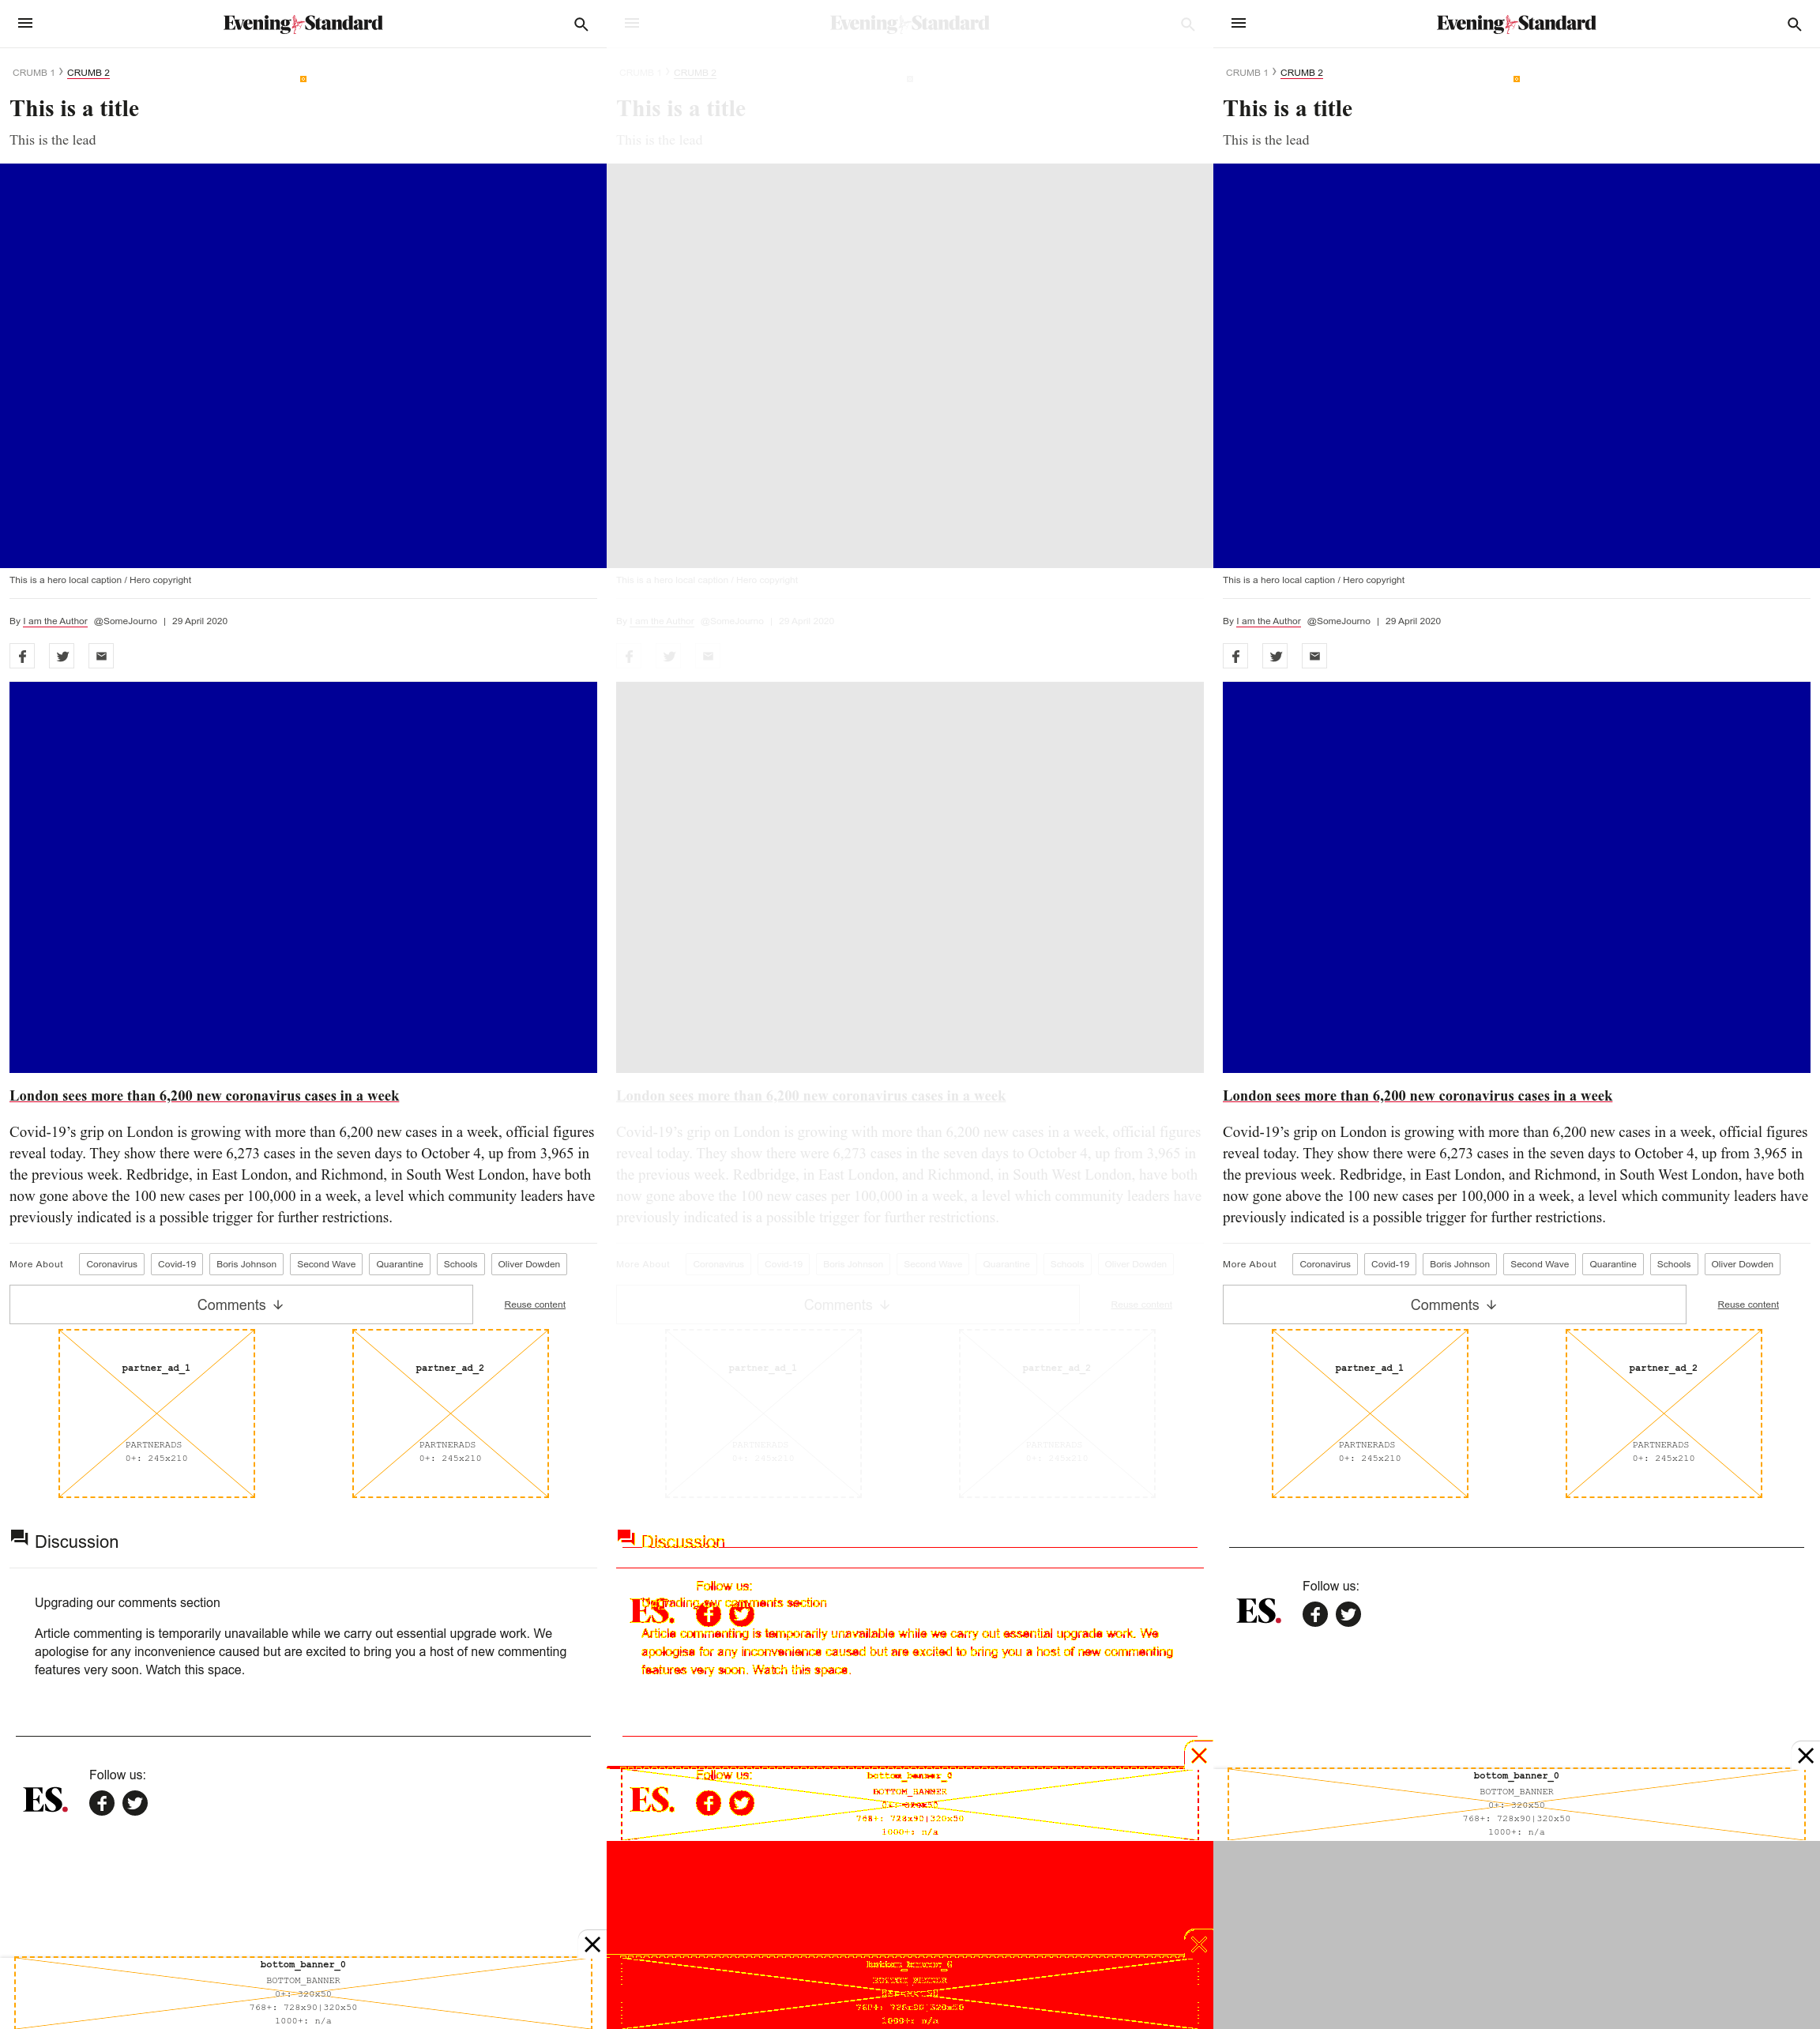 Evening Standard
CRUMB 1 › CRUMB 2
This is a title
This is the lead
This is a hero local caption / Hero copyright
By I am the Author @SomeJourno | 29 April 2020
London sees more than 6,200 new coronavirus cases in a week
Covid-19’s grip on London is growing with more than 6,200 new cases in a week, official figures
reveal today. They show there were 6,273 cases in the seven days to October 4, up from 3,965 in
the previous week. Redbridge, in East London, and Richmond, in South West London, have both
now gone above the 100 new cases per 100,000 in a week, a level which community leaders have
previously indicated is a possible trigger for further restrictions.
More About Coronavirus Covid-19 Boris Johnson Second Wave Quarantine Schools Oliver Dowden
Comments Reuse content
partner_ad_1 partner_ad_2
PARTNERADS PARTNERADS
0+: 245x210 0+: 245x210
Discussion
Upgrading our comments section
Article commenting is temporarily unavailable while we carry out essential upgrade work. We
apologise for any inconvenience caused but are excited to bring you a host of new commenting
features very soon. Watch this space.
Follow us:
ES.
bottom_banner_0
BOTTOM_BANNER
0+: 320x50
768+: 728x90|320x50
1000+: n/a
Evening Standard
CRUMB 1 › CRUMB 2
This is a title
This is the lead
This is a hero local caption / Hero copyright
By I am the Author @SomeJourno | 29 April 2020
London sees more than 6,200 new coronavirus cases in a week
Covid-19’s grip on London is growing with more than 6,200 new cases in a week, official figures
reveal today. They show there were 6,273 cases in the seven days to October 4, up from 3,965 in
the previous week. Redbridge, in East London, and Richmond, in South West London, have both
now gone above the 100 new cases per 100,000 in a week, a level which community leaders have
previously indicated is a possible trigger for further restrictions.
More About Coronavirus Covid-19 Boris Johnson Second Wave Quarantine Schools Oliver Dowden
Comments Reuse content
partner_ad_1 partner_ad_2
PARTNERADS PARTNERADS
0+: 245x210 0+: 245x210
Discussion
Follow us:
Upgrading our comments section
ES.
Article commenting is temporarily unavailable while we carry out essential upgrade work. We
apologise for any inconvenience caused but are excited to bring you a host of new commenting
features very soon. Watch this space.
Follow us:
ES.
bottom_banner_0
BOTTOM_BANNER
0+: 320x50
768+: 728x90|320x50
1000+: n/a
768+: 728x90|320x50
1000+: n/a
Evening Standard
CRUMB 1 › CRUMB 2
This is a title
This is the lead
This is a hero local caption / Hero copyright
By I am the Author @SomeJourno | 29 April 2020
London sees more than 6,200 new coronavirus cases in a week
Covid-19’s grip on London is growing with more than 6,200 new cases in a week, official figures
reveal today. They show there were 6,273 cases in the seven days to October 4, up from 3,965 in
the previous week. Redbridge, in East London, and Richmond, in South West London, have both
now gone above the 100 new cases per 100,000 in a week, a level which community leaders have
previously indicated is a possible trigger for further restrictions.
More About Coronavirus Covid-19 Boris Johnson Second Wave Quarantine Schools Oliver Dowden
Comments Reuse content
partner_ad_1 partner_ad_2
PARTNERADS PARTNERADS
0+: 245x210 0+: 245x210
Follow us:
ES.
bottom_banner_0
BOTTOM_BANNER
0+: 320x50
768+: 728x90|320x50
1000+: n/a